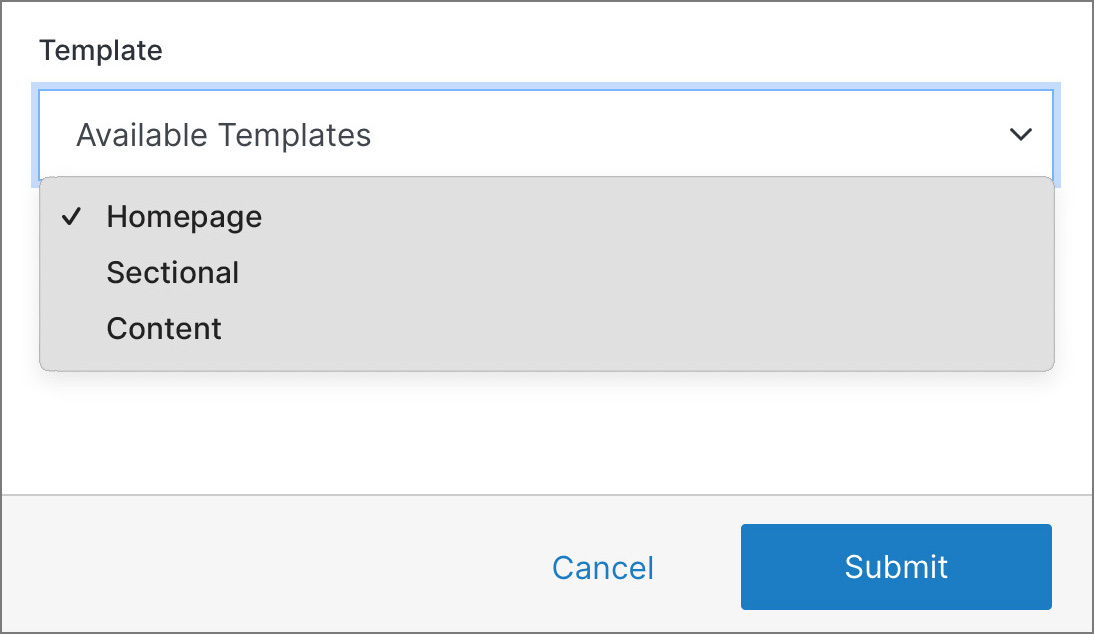 Template
Available Templates
Homepage
Sectional
Content
Cancel
Submit